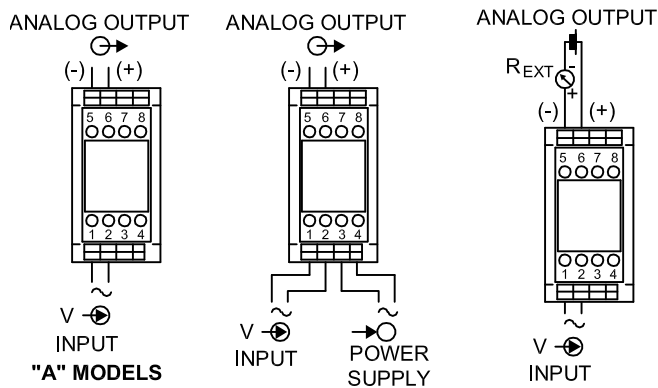 ANALOG OUTPUT
(-) (+)
5 6 7 8
1 2 3 4
~
V
INPUT
"A" MODELS
ANALOG OUTPUT
(-) (+)
5 6 7 8
1 2 3 4
~ ~
V
INPUT
POWER
SUPPLY
ANALOG OUTPUT
REXT
-
+
(-) (+)
5 6 7 8
1 2 3 4
~
V
INPUT